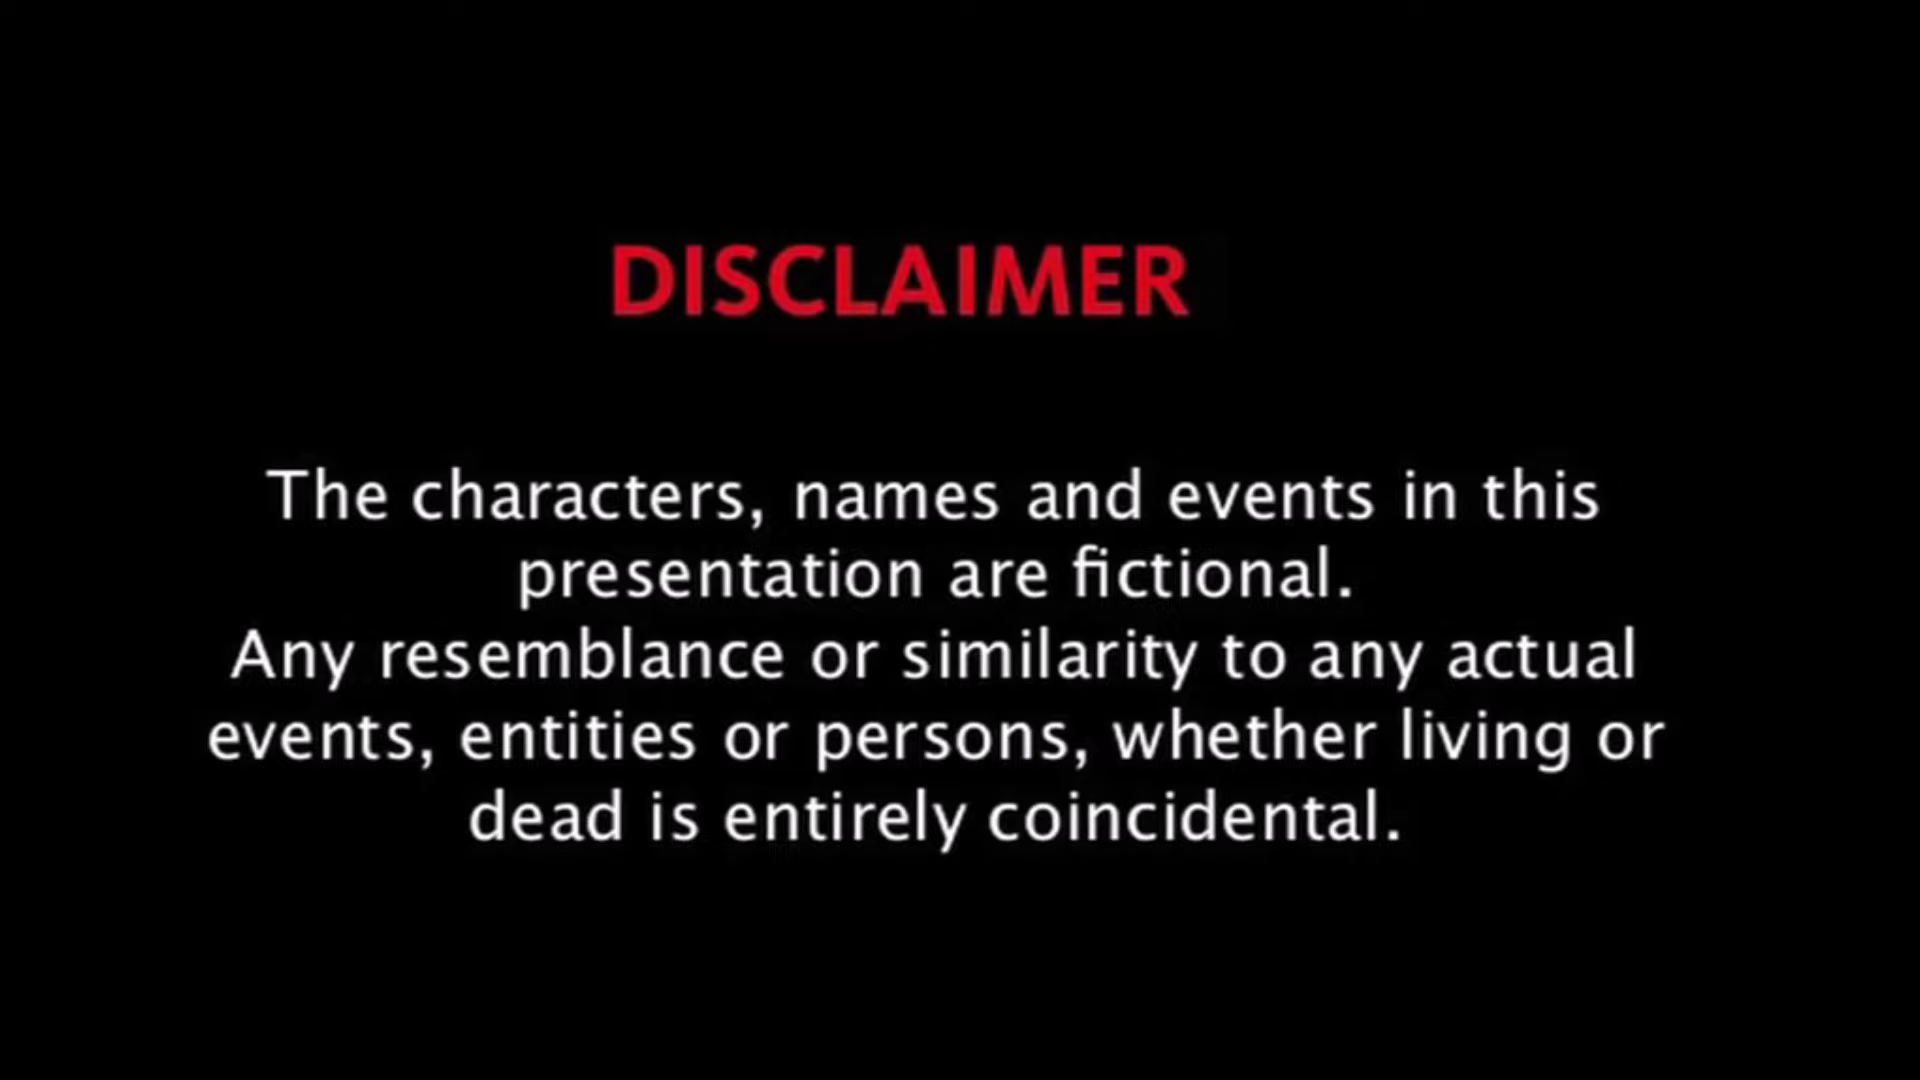 DISCLAIMER
The characters, names and events in this
presentation are fictional.
Any resemblance or similarity to any actual
events, entities or persons, whether living or
dead is entirely coincidental.